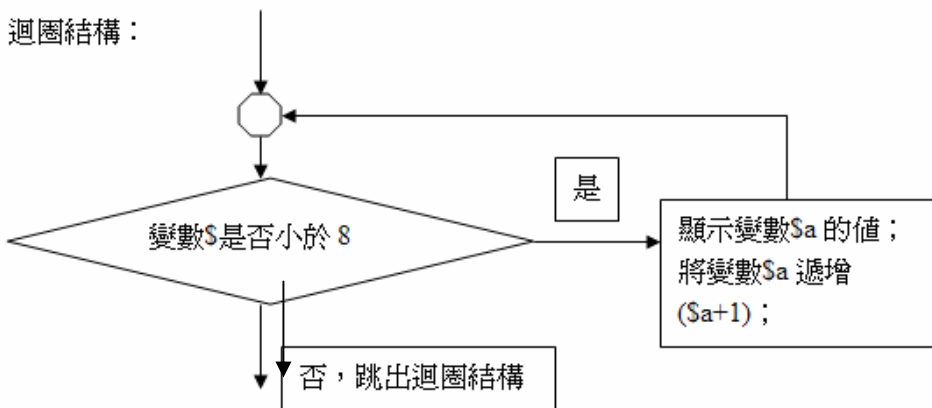 迴圈結構：
是
變數$是否小於 8
顯示變數$a 的值；
將變數$a 遞增
($a+1)；
否，跳出迴圈結構